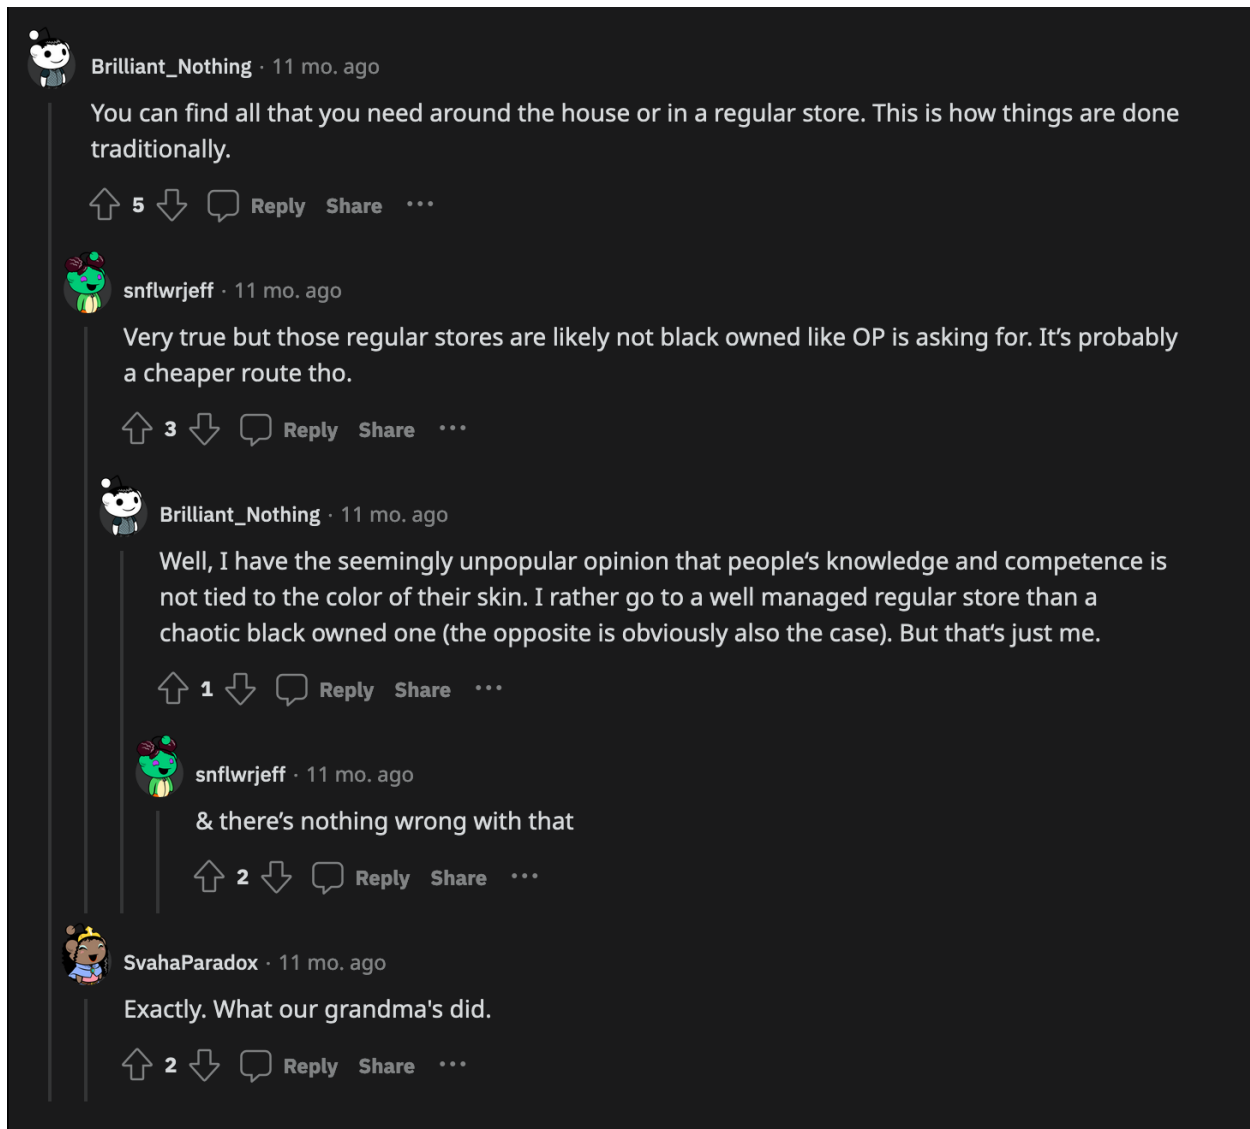 Brilliant_Nothing · 11 mo. ago
You can find all that you need around the house or in a regular store. This is how things are done
traditionally.
5 Reply Share ···
snflwrjeff · 11 mo. ago
Very true but those regular stores are likely not black owned like OP is asking for. It’s probably
a cheaper route tho.
3 Reply Share ···
Brilliant_Nothing · 11 mo. ago
Well, I have the seemingly unpopular opinion that people‘s knowledge and competence is
not tied to the color of their skin. I rather go to a well managed regular store than a
chaotic black owned one (the opposite is obviously also the case). But that‘s just me.
1 Reply Share ···
snflwrjeff · 11 mo. ago
& there’s nothing wrong with that
2 Reply Share ···
SvahaParadox · 11 mo. ago
Exactly. What our grandma's did.
2 Reply Share ···